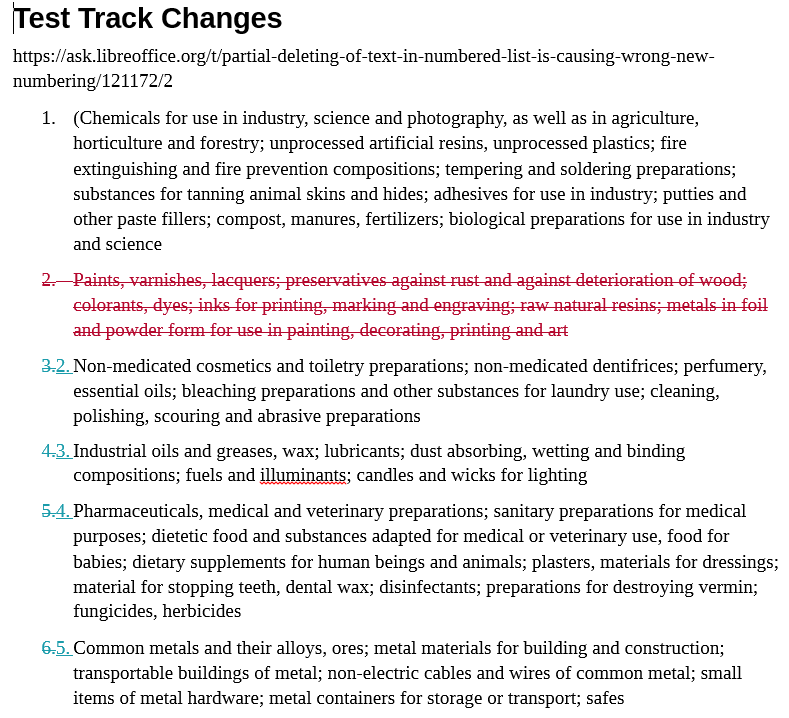 Test Track Changes
https://ask.libreoffice.org/t/partial-deleting-of-text-in-numbered-list-is-causing-wrong-new-
numbering/121172/2
1. (Chemicals for use in industry, science and photography, as well as in agriculture,
horticulture and forestry; unprocessed artificial resins, unprocessed plastics; fire
extinguishing and fire prevention compositions; tempering and soldering preparations;
substances for tanning animal skins and hides; adhesives for use in industry; putties and
other paste fillers; compost, manures, fertilizers; biological preparations for use in industry
and science
2. Paints, varnishes, lacquers; preservatives against rust and against deterioration of wood;
colorants, dyes; inks for printing, marking and engraving; raw natural resins; metals in foil
and powder form for use in painting, decorating, printing and art
3.2. Non-medicated cosmetics and toiletry preparations; non-medicated dentifrices; perfumery,
essential oils; bleaching preparations and other substances for laundry use; cleaning,
polishing, scouring and abrasive preparations
4.3. Industrial oils and greases, wax; lubricants; dust absorbing, wetting and binding
compositions; fuels and illuminants; candles and wicks for lighting
5.4. Pharmaceuticals, medical and veterinary preparations; sanitary preparations for medical
purposes; dietetic food and substances adapted for medical or veterinary use, food for
babies; dietary supplements for human beings and animals; plasters, materials for dressings;
material for stopping teeth, dental wax; disinfectants; preparations for destroying vermin;
fungicides, herbicides
6.5. Common metals and their alloys, ores; metal materials for building and construction;
transportable buildings of metal; non-electric cables and wires of common metal; small
items of metal hardware; metal containers for storage or transport; safes